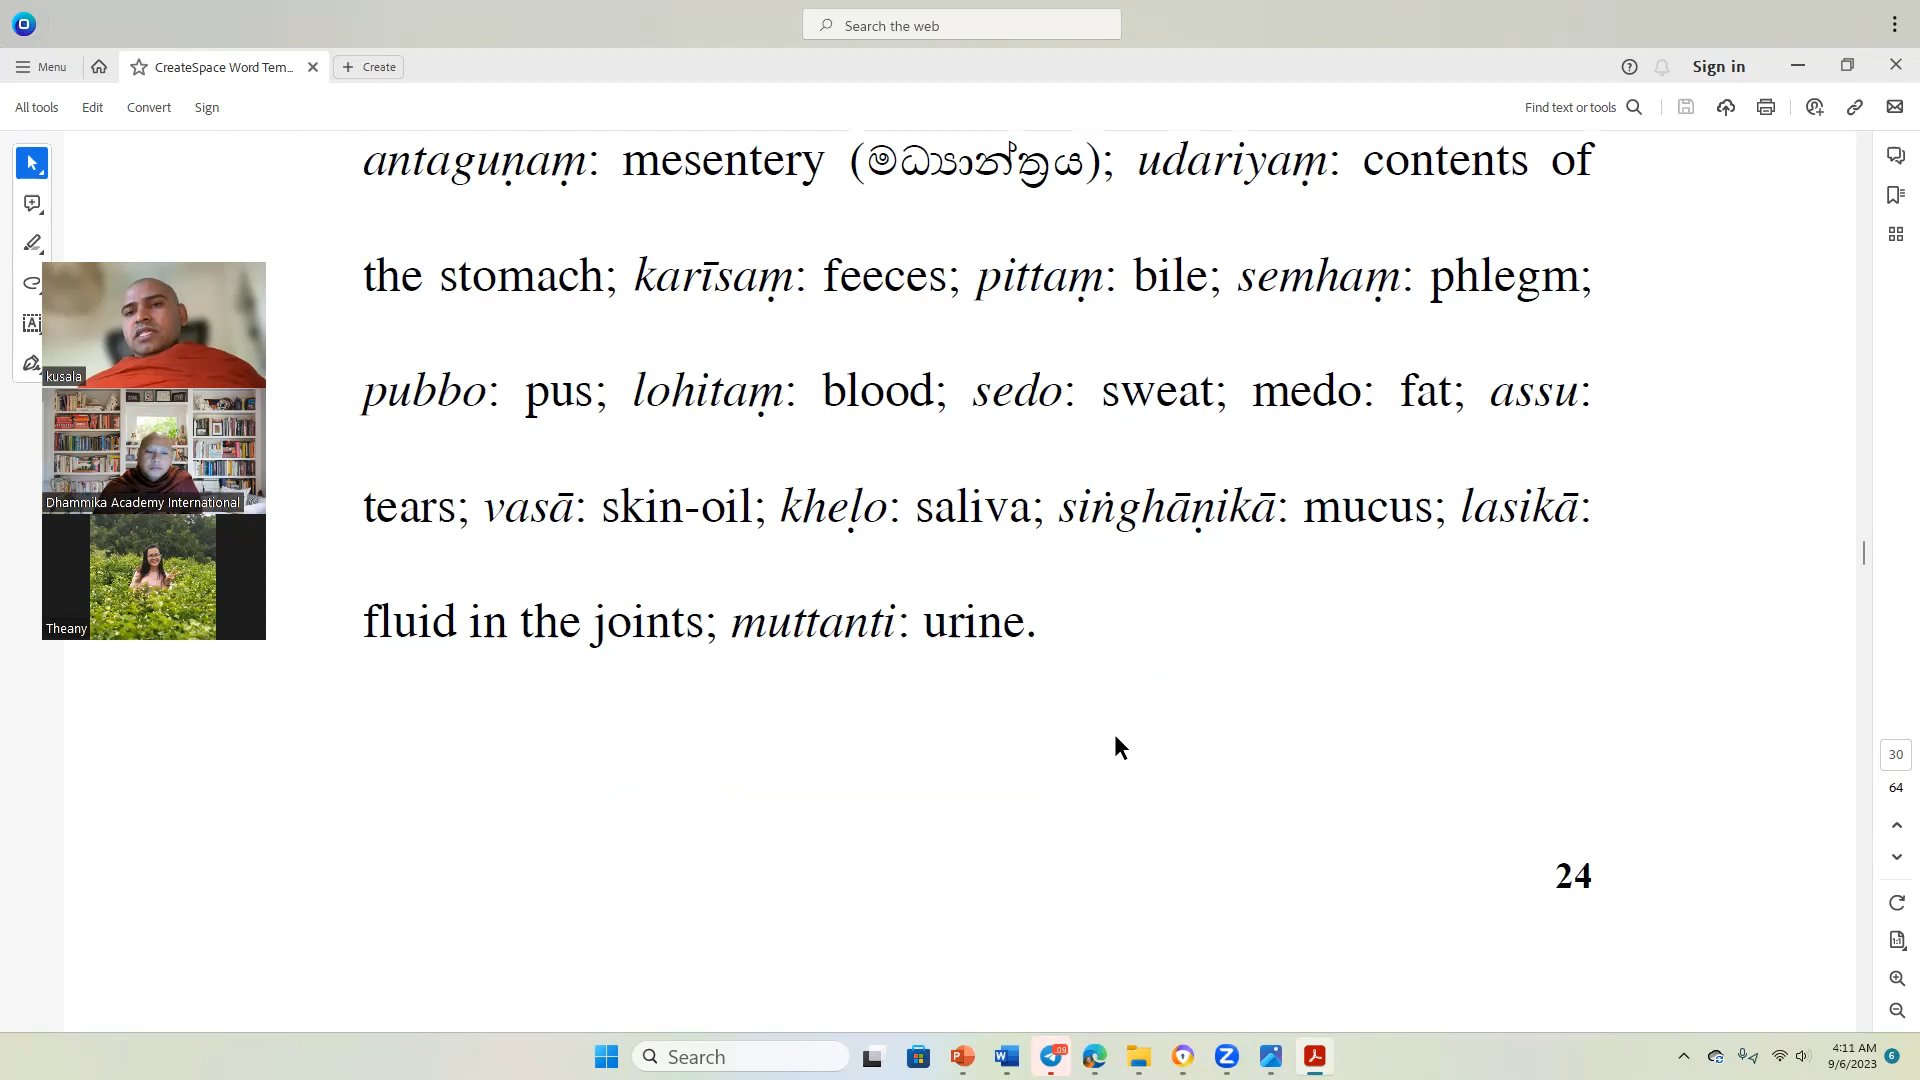 Search the web
Menu
CreateSpace Word Tem...
Create
Sign in
All tools
Edit
Convert
Sign
Find text or tools
antaguṇaṃ: mesentery (මධ්‍යාන්ත්‍රය); udariyaṃ: contents of
the stomach; karīsaṃ: feeces; pittaṃ: bile; semhaṃ: phlegm;
pubbo: pus; lohitaṃ: blood; sedo: sweat; medo: fat; assu:
tears; vasā: skin-oil; kheḷo: saliva; siṅghāṇikā: mucus; lasikā:
fluid in the joints; muttanti: urine.
24
kusala
Dhammika Academy International
Theany
30
64
Search
4:11 AM
9/6/2023
6